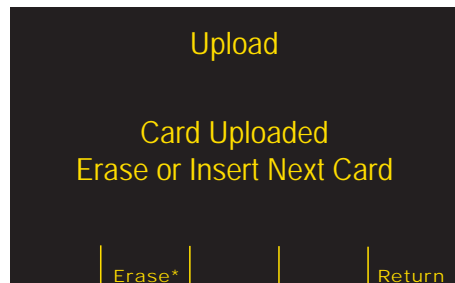 Upload
Card Uploaded
Erase or Insert Next Card
Erase* Return